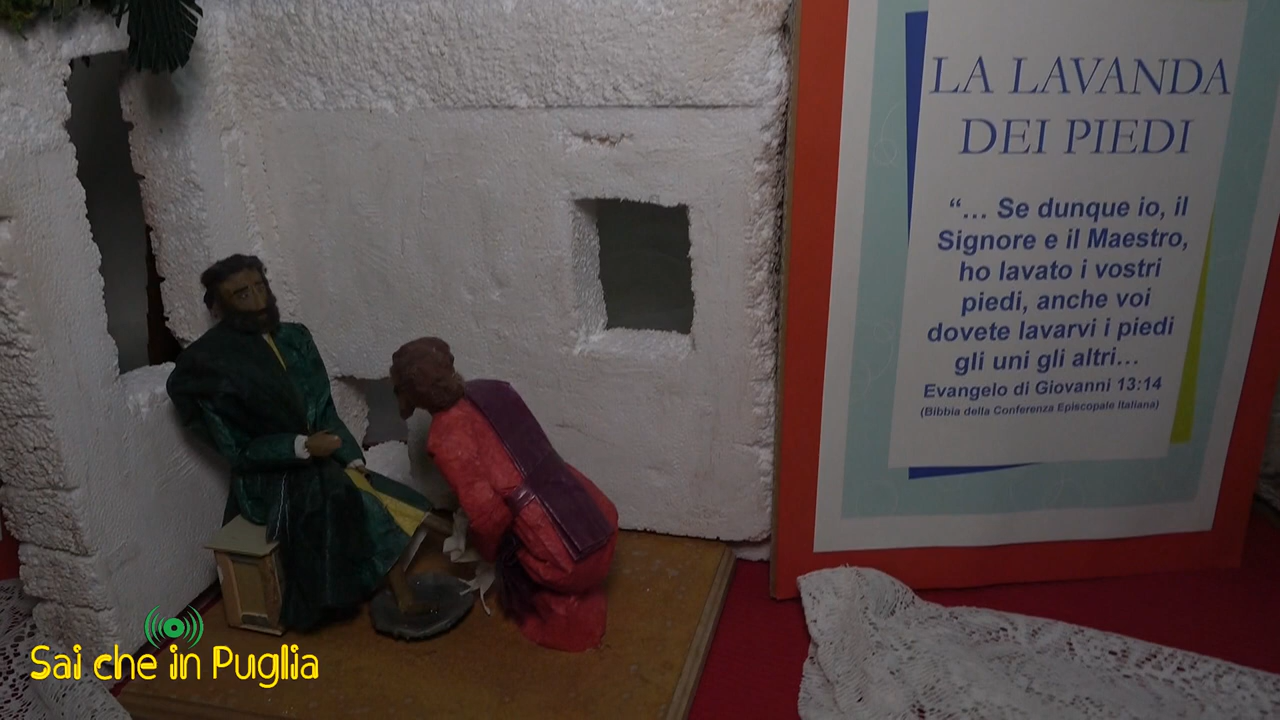 LA LAVANDA
DEI PIEDI
“… Se dunque io, il
Signore e il Maestro,
ho lavato i vostri
piedi, anche voi
dovete lavarvi i piedi
gli uni gli altri…
Evangelo di Giovanni 13:14
(Bibbia della Conferenza Episcopale Italiana)
Sai che in Puglia